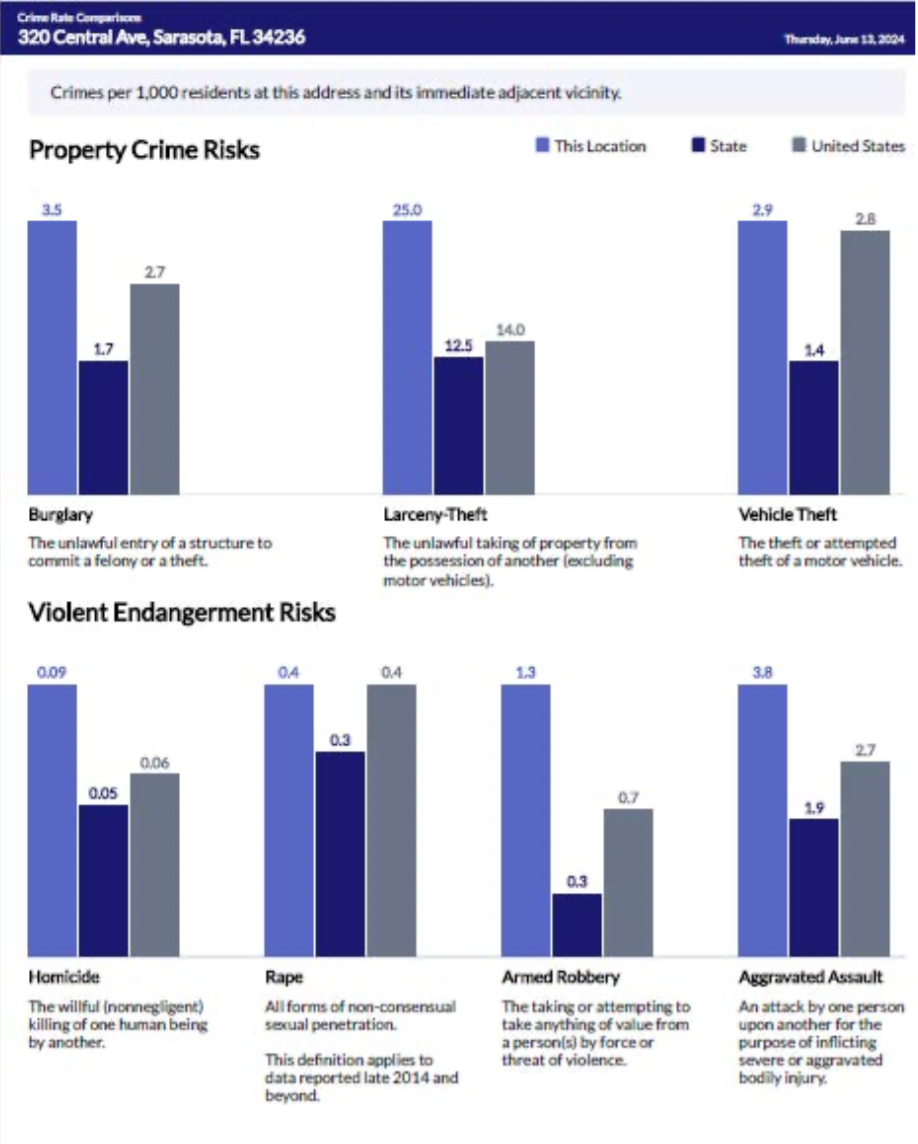 Crime Rate Comparisons
320 Central Ave, Sarasota, FL 34236
Thursday, June 13, 2024
Crimes per 1,000 residents at this address and its immediate adjacent vicinity.
Property Crime Risks
This Location
State
United States
3.5
1.7
2.7
25.0
12.5
14.0
2.9
1.4
2.8
Burglary
The unlawful entry of a structure to
commit a felony or a theft.
Larceny-Theft
The unlawful taking of property from
the possession of another (excluding
motor vehicles).
Vehicle Theft
The theft or attempted
theft of a motor vehicle.
Violent Endangerment Risks
0.09
0.05
0.06
0.4
0.3
0.4
1.3
0.3
0.7
3.8
1.9
2.7
Homicide
The willful (nonnegligent)
killing of one human being
by another.
Rape
All forms of non-consensual
sexual penetration.
This definition applies to
data reported late 2014 and
beyond.
Armed Robbery
The taking or attempting to
take anything of value from
a person(s) by force or
threat of violence.
Aggravated Assault
An attack by one person
upon another for the
purpose of inflicting
severe or aggravated
bodily injury.